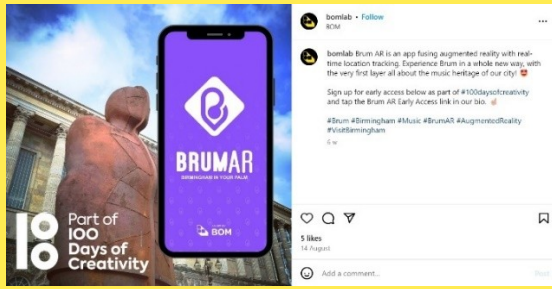 BRUMAR
BIRMINGHAM IN YOUR PALM
BOM
Part of
100
Days of
Creativity
bomlab • Follow
BOM
bomlab Brum AR is an app fusing augmented reality with real-
time location tracking. Experience Brum in a whole new way, with
the very first layer all about the music heritage of our city! 😍
Sign up for early access below as part of #100daysofcreativity
and tap the Brum AR Early Access link in our bio. ☝🏻
#Brum #Birmingham #Music #BrumAR #AugmentedReality
#VisitBirmingham
5 likes
14 August
Add a comment...
Post